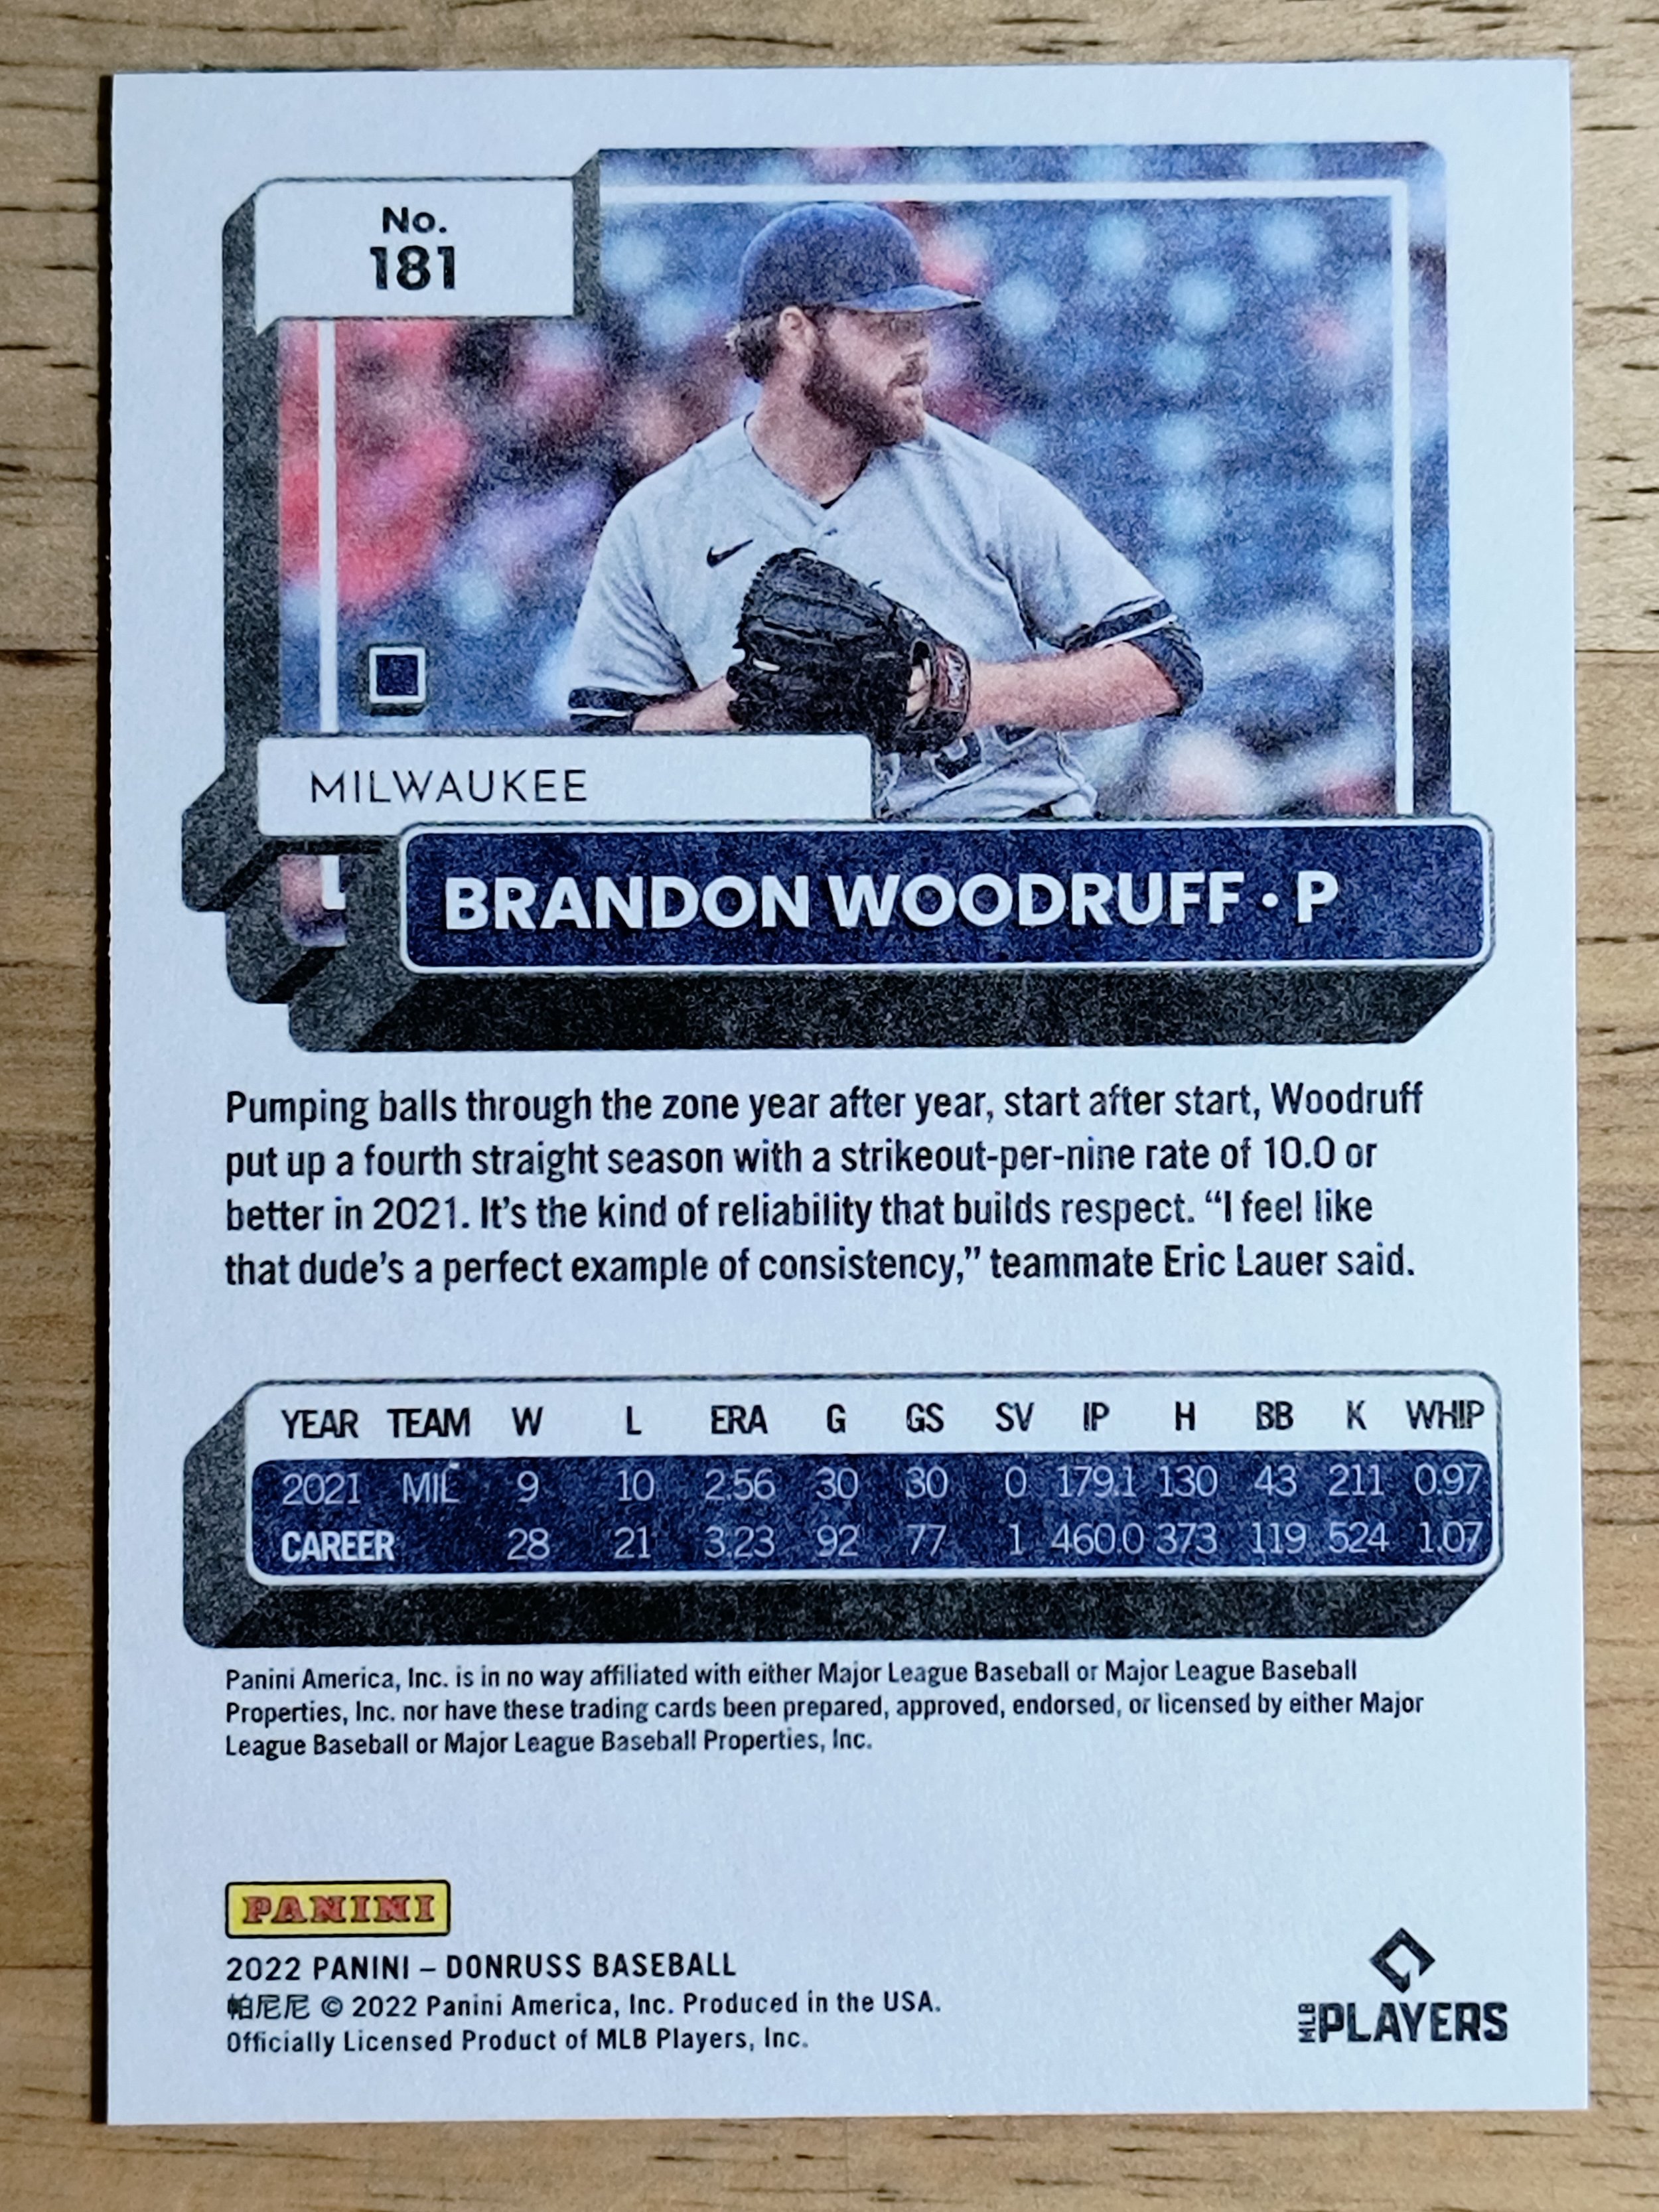 No.
181
MILWAUKEE
BRANDON WOODRUFF • P
Pumping balls through the zone year after year, start after start, Woodruff
put up a fourth straight season with a strikeout-per-nine rate of 10.0 or
better in 2021. It's the kind of reliability that builds respect. “I feel like
that dude's a perfect example of consistency,” teammate Eric Lauer said.
YEAR TEAM W L ERA G GS SV IP H BB K WHIP
2021 MIL 9 10 2.56 30 30 0 179.1 130 43 211 0.97
CAREER 28 21 3.23 92 77 1 460.0 373 119 524 1.07
Panini America, Inc. is in no way affiliated with either Major League Baseball or Major League Baseball
Properties, Inc. nor have these trading cards been prepared, approved, endorsed, or licensed by either Major
League Baseball or Major League Baseball Properties, Inc.
PANINI
2022 PANINI – DONRUSS BASEBALL
帕尼尼 © 2022 Panini America, Inc. Produced in the USA.
Officially Licensed Product of MLB Players, Inc.
MLB PLAYERS